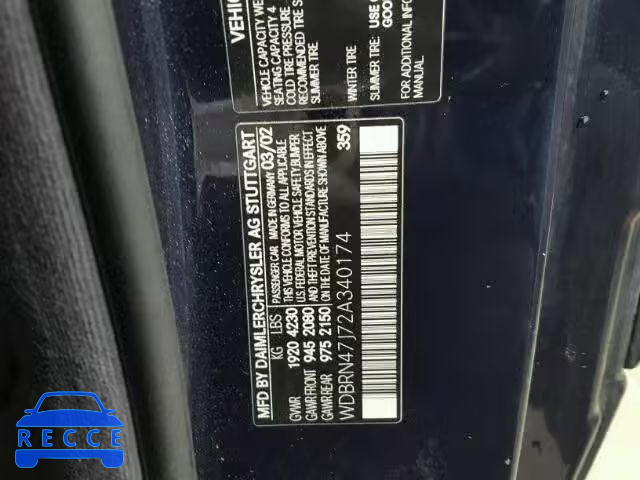 VEHIC
VEHICLE CAPACITY WE
SEATING CAPACITY 4
COLD TIRE PRESSURE
RECOMMENDED TIRE S
SUMMER TIRE
WINTER TIRE
SUMMER TIRE: USE
GOO
FOR ADDITIONAL INFO
MANUAL.
MFD BY DAIMLERCHRYSLER AG STUTTGART
PASSENGER CAR MADE IN GERMANY 03/02
KG LBS THIS VEHICLE CONFORMS TO ALL APPLICABLE
GVWR 1920 4230 U.S. FEDERAL MOTOR VEHICLE SAFETY, BUMPER
GAWR FRONT 945 2080 AND THEFT PREVENTION STANDARDS IN EFFECT
GAWR REAR 975 2150 ON THE DATE OF MANUFACTURE SHOWN ABOVE
359
WDBRN47J72A340174
RECCE